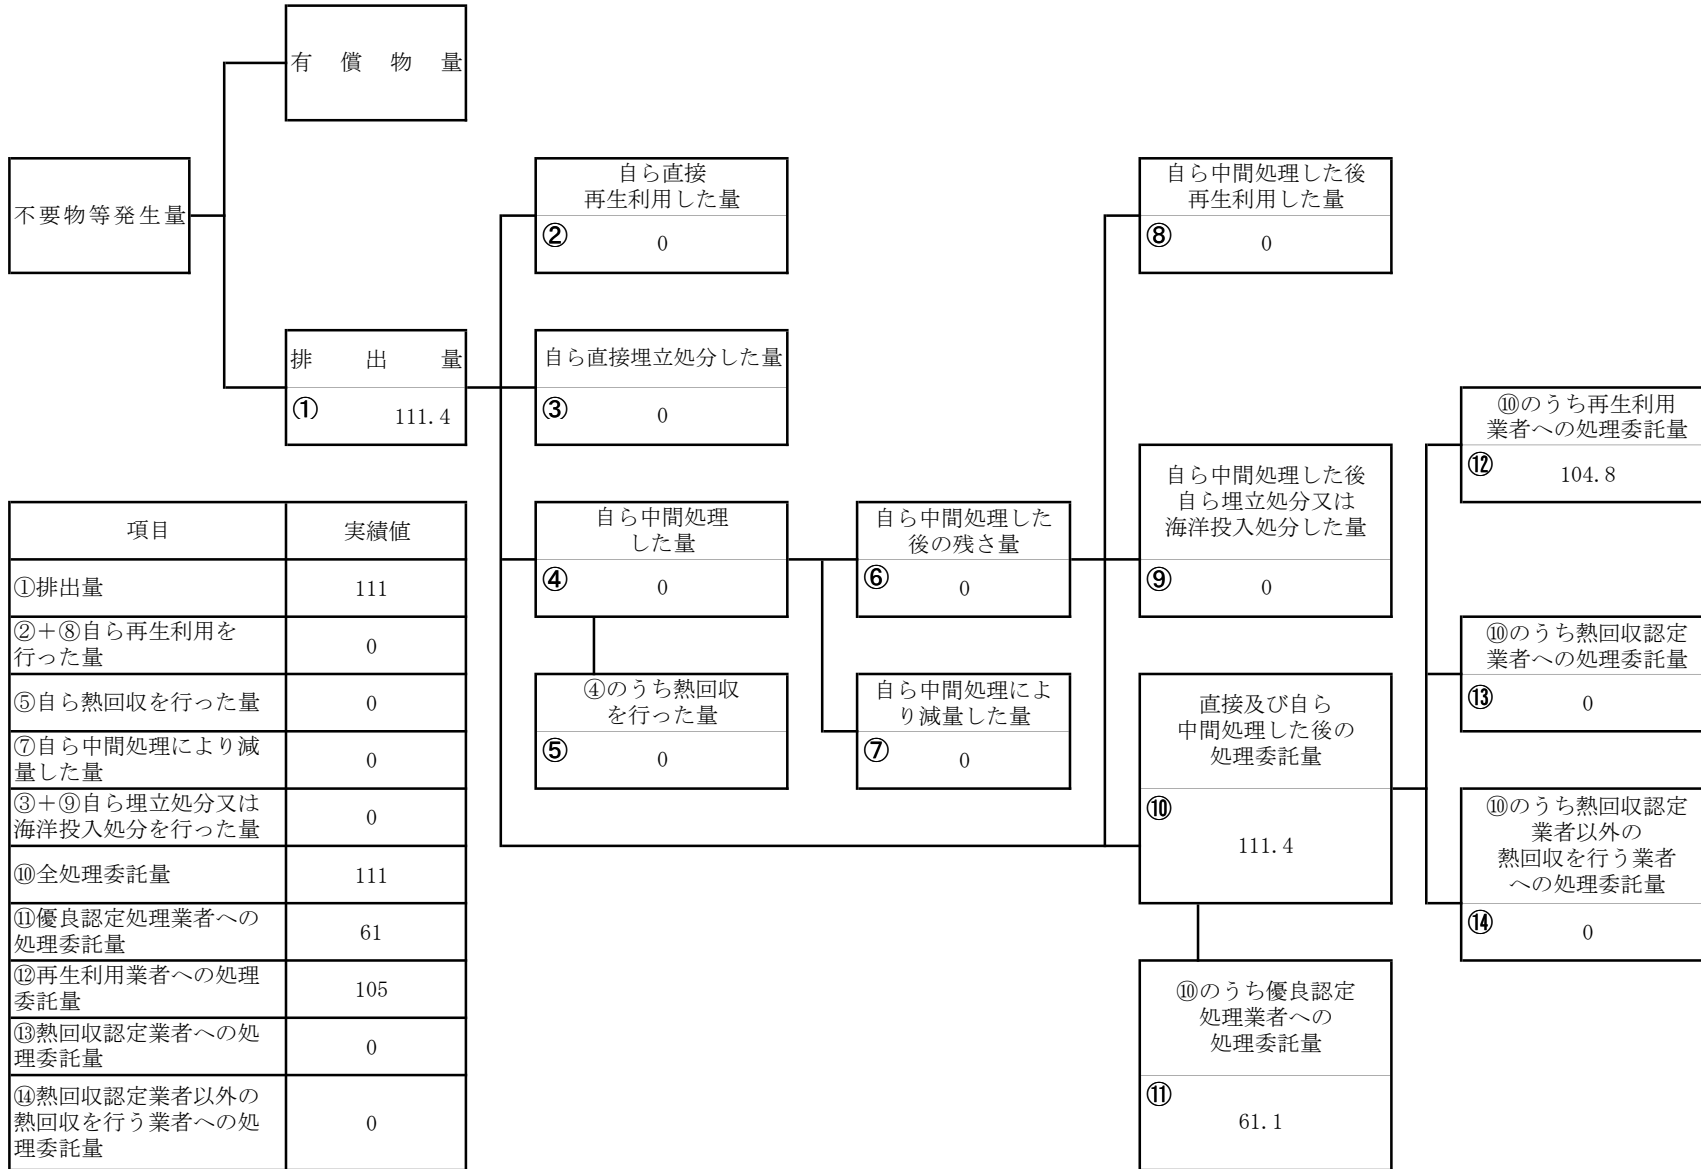 有償物量
不要物等発生量
排出量
① 111.4
自ら直接
再生利用した量
② 0
自ら直接埋立処分した量
③ 0
自ら中間処理
した量
④ 0
④のうち熱回収
を行った量
⑤ 0
自ら中間処理した
後の残さ量
⑥ 0
自ら中間処理によ
り減量した量
⑦ 0
自ら中間処理した後
再生利用した量
⑧ 0
自ら中間処理した後
自ら埋立処分又は
海洋投入処分した量
⑨ 0
直接及び自ら
中間処理した後の
処理委託量
⑩
111.4
⑩のうち優良認定
処理業者への
処理委託量
⑪
61.1
⑩のうち再生利用
業者への処理委託量
⑫ 104.8
⑩のうち熱回収認定
業者への処理委託量
⑬ 0
⑩のうち熱回収認定
業者以外の
熱回収を行う業者
への処理委託量
⑭ 0
項目 実績値
①排出量 111
②+⑧自ら再生利用を
行った量 0
⑤自ら熱回収を行った量 0
⑦自ら中間処理により減
量した量 0
③+⑨自ら埋立処分又は
海洋投入処分を行った量 0
⑩全処理委託量 111
⑪優良認定処理業者への
処理委託量 61
⑫再生利用業者への処理
委託量 105
⑬熱回収認定業者への処
理委託量 0
⑭熱回収認定業者以外の
熱回収を行う業者への処
理委託量 0